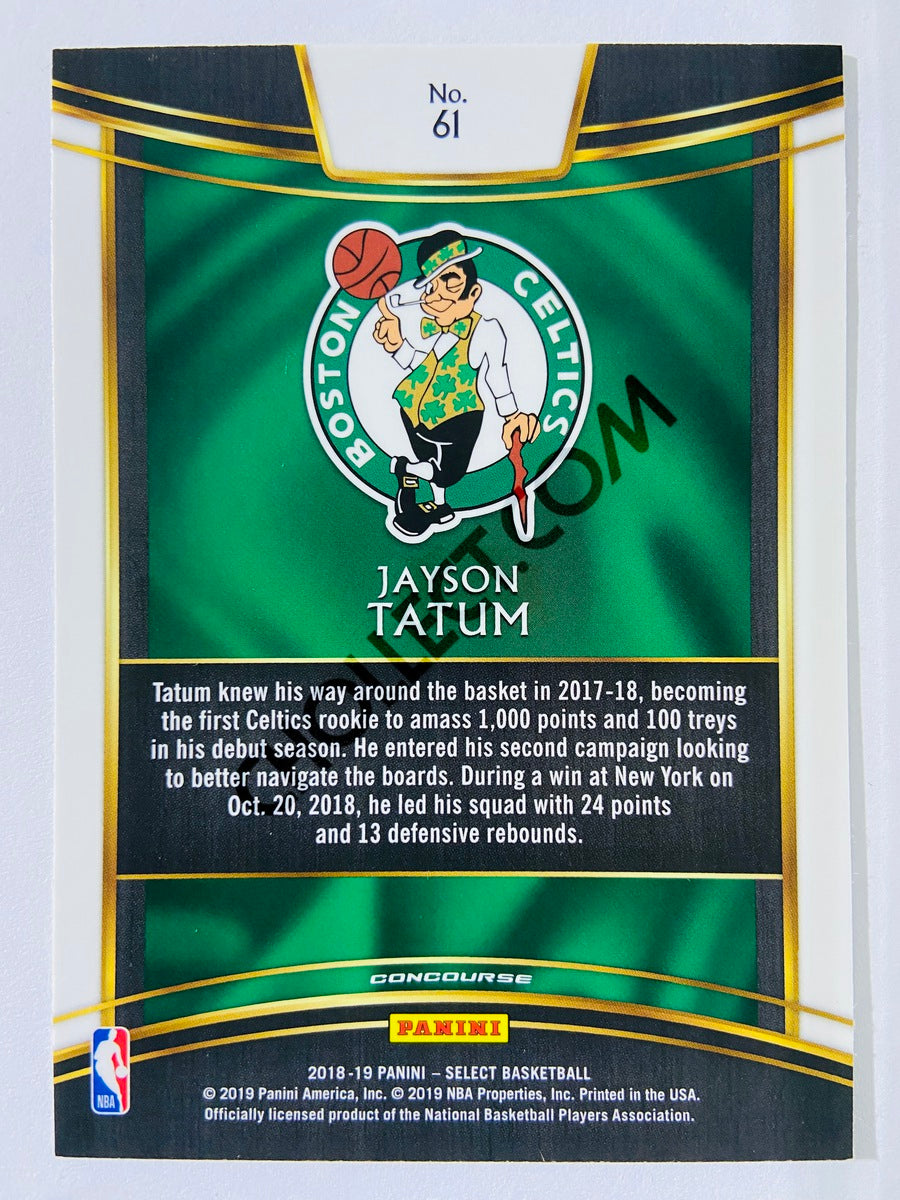 No.
61
BOSTON CELTICS
JAYSON
TATUM
CHOLLECT.COM
Tatum knew his way around the basket in 2017-18, becoming
the first Celtics rookie to amass 1,000 points and 100 treys
in his debut season. He entered his second campaign looking
to better navigate the boards. During a win at New York on
Oct. 20, 2018, he led his squad with 24 points
and 13 defensive rebounds.
CONCOURSE
PANINI
NBA
2018-19 PANINI – SELECT BASKETBALL
© 2019 Panini America, Inc. © 2019 NBA Properties, Inc. Printed in the USA.
Officially licensed product of the National Basketball Players Association.